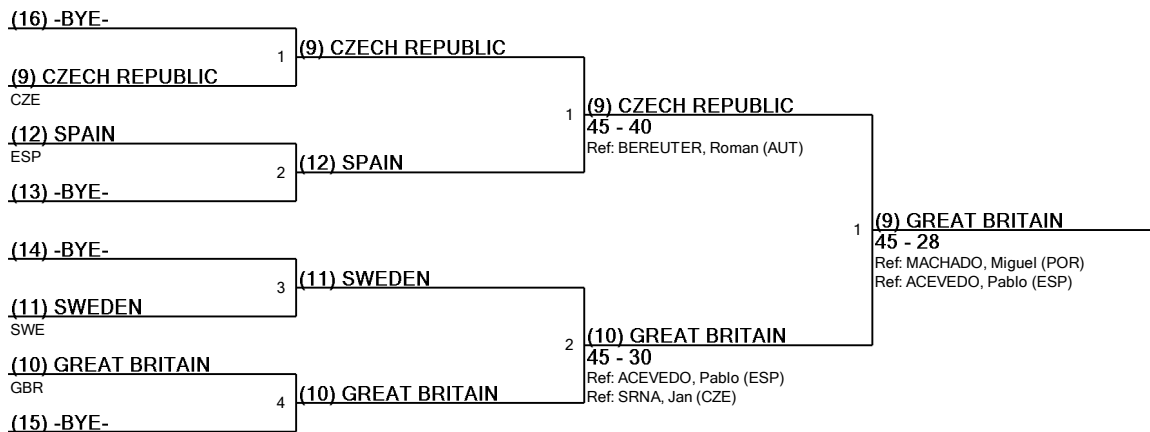 (16) -BYE-
1
(9) CZECH REPUBLIC
(9) CZECH REPUBLIC
CZE
(12) SPAIN
ESP
2
(12) SPAIN
(13) -BYE-
1
(9) CZECH REPUBLIC
45 - 40
Ref: BEREUTER, Roman (AUT)
(14) -BYE-
3
(11) SWEDEN
(11) SWEDEN
SWE
(10) GREAT BRITAIN
GBR
4
(10) GREAT BRITAIN
(15) -BYE-
2
(10) GREAT BRITAIN
45 - 30
Ref: ACEVEDO, Pablo (ESP)
Ref: SRNA, Jan (CZE)
1
(9) GREAT BRITAIN
45 - 28
Ref: MACHADO, Miguel (POR)
Ref: ACEVEDO, Pablo (ESP)